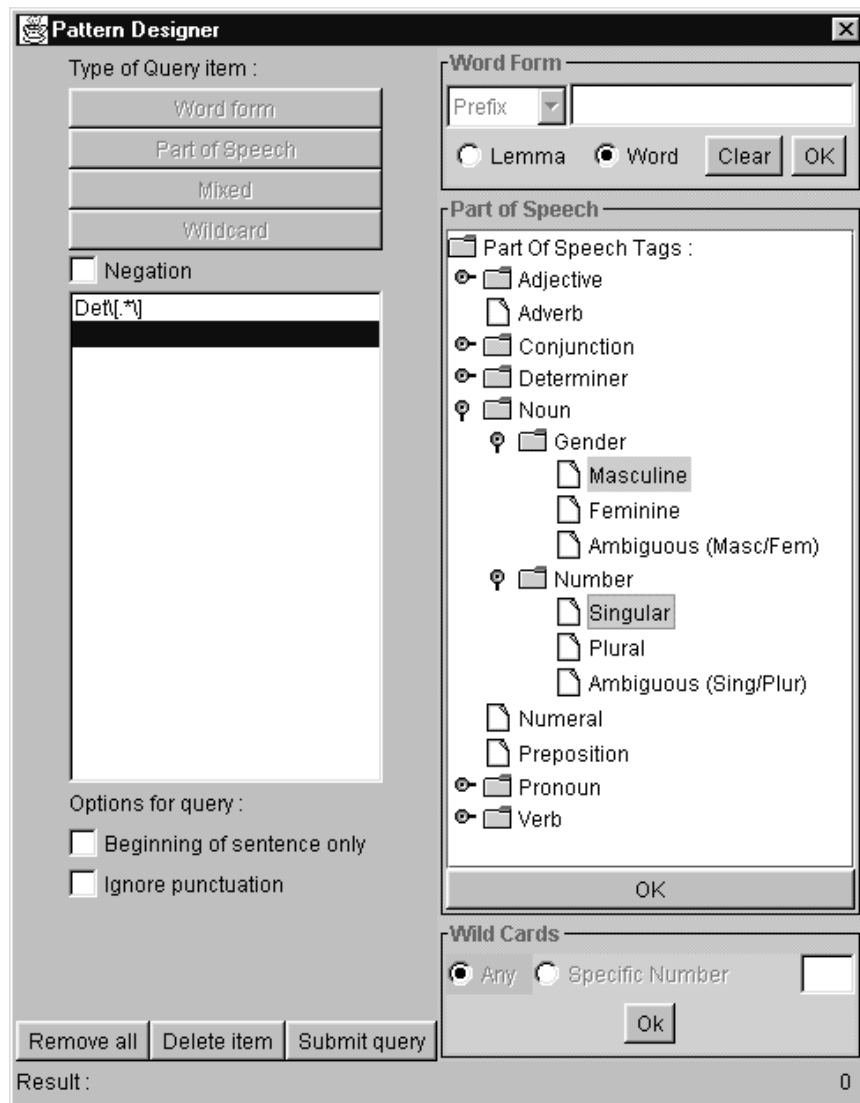 Pattern Designer
Type of Query item :
Word form
Part of Speech
Mixed
Wildcard
Negation
Det\[.*\]
Options for query :
Beginning of sentence only
Ignore punctuation
Remove all Delete item Submit query
Word Form
Prefix
Lemma Word Clear OK
Part of Speech
Part Of Speech Tags :
Adjective
Adverb
Conjunction
Determiner
Noun
Gender
Masculine
Feminine
Ambiguous (Masc/Fem)
Number
Singular
Plural
Ambiguous (Sing/Plur)
Numeral
Preposition
Pronoun
Verb
OK
Wild Cards
Any Specific Number
Ok
Result : 0